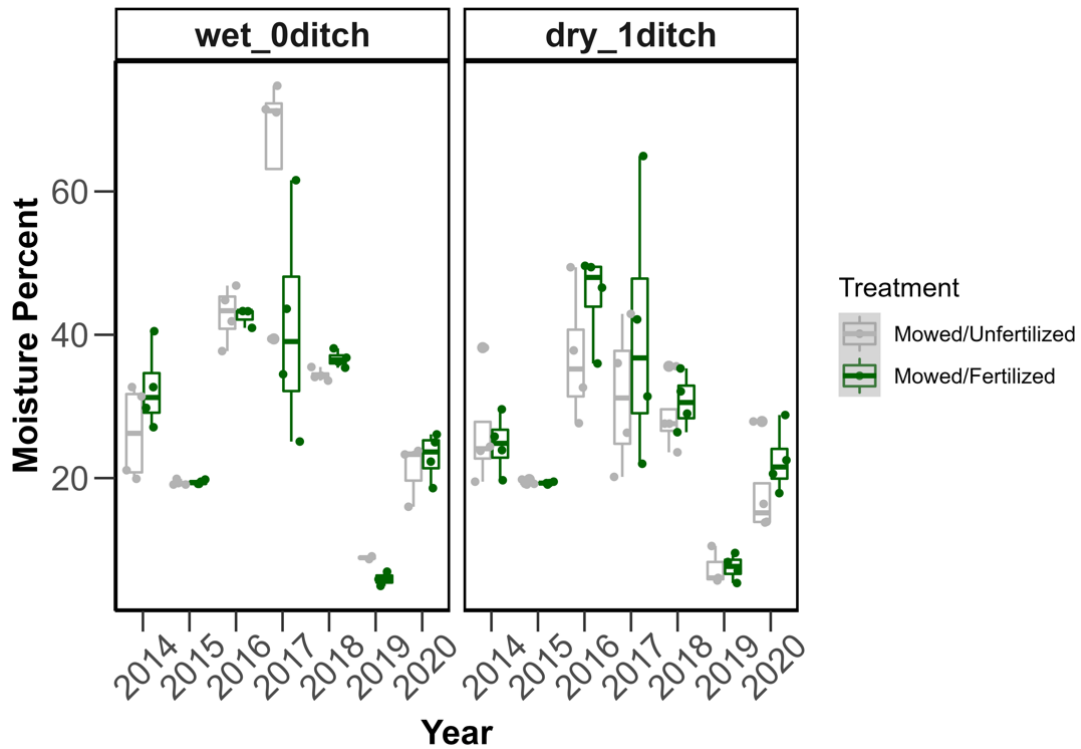 wet_0ditch
dry_1ditch
Moisture Percent
60
40
20
2014 2015 2016 2017 2018 2019 2020
2014 2015 2016 2017 2018 2019 2020
Year
Treatment
Mowed/Unfertilized
Mowed/Fertilized